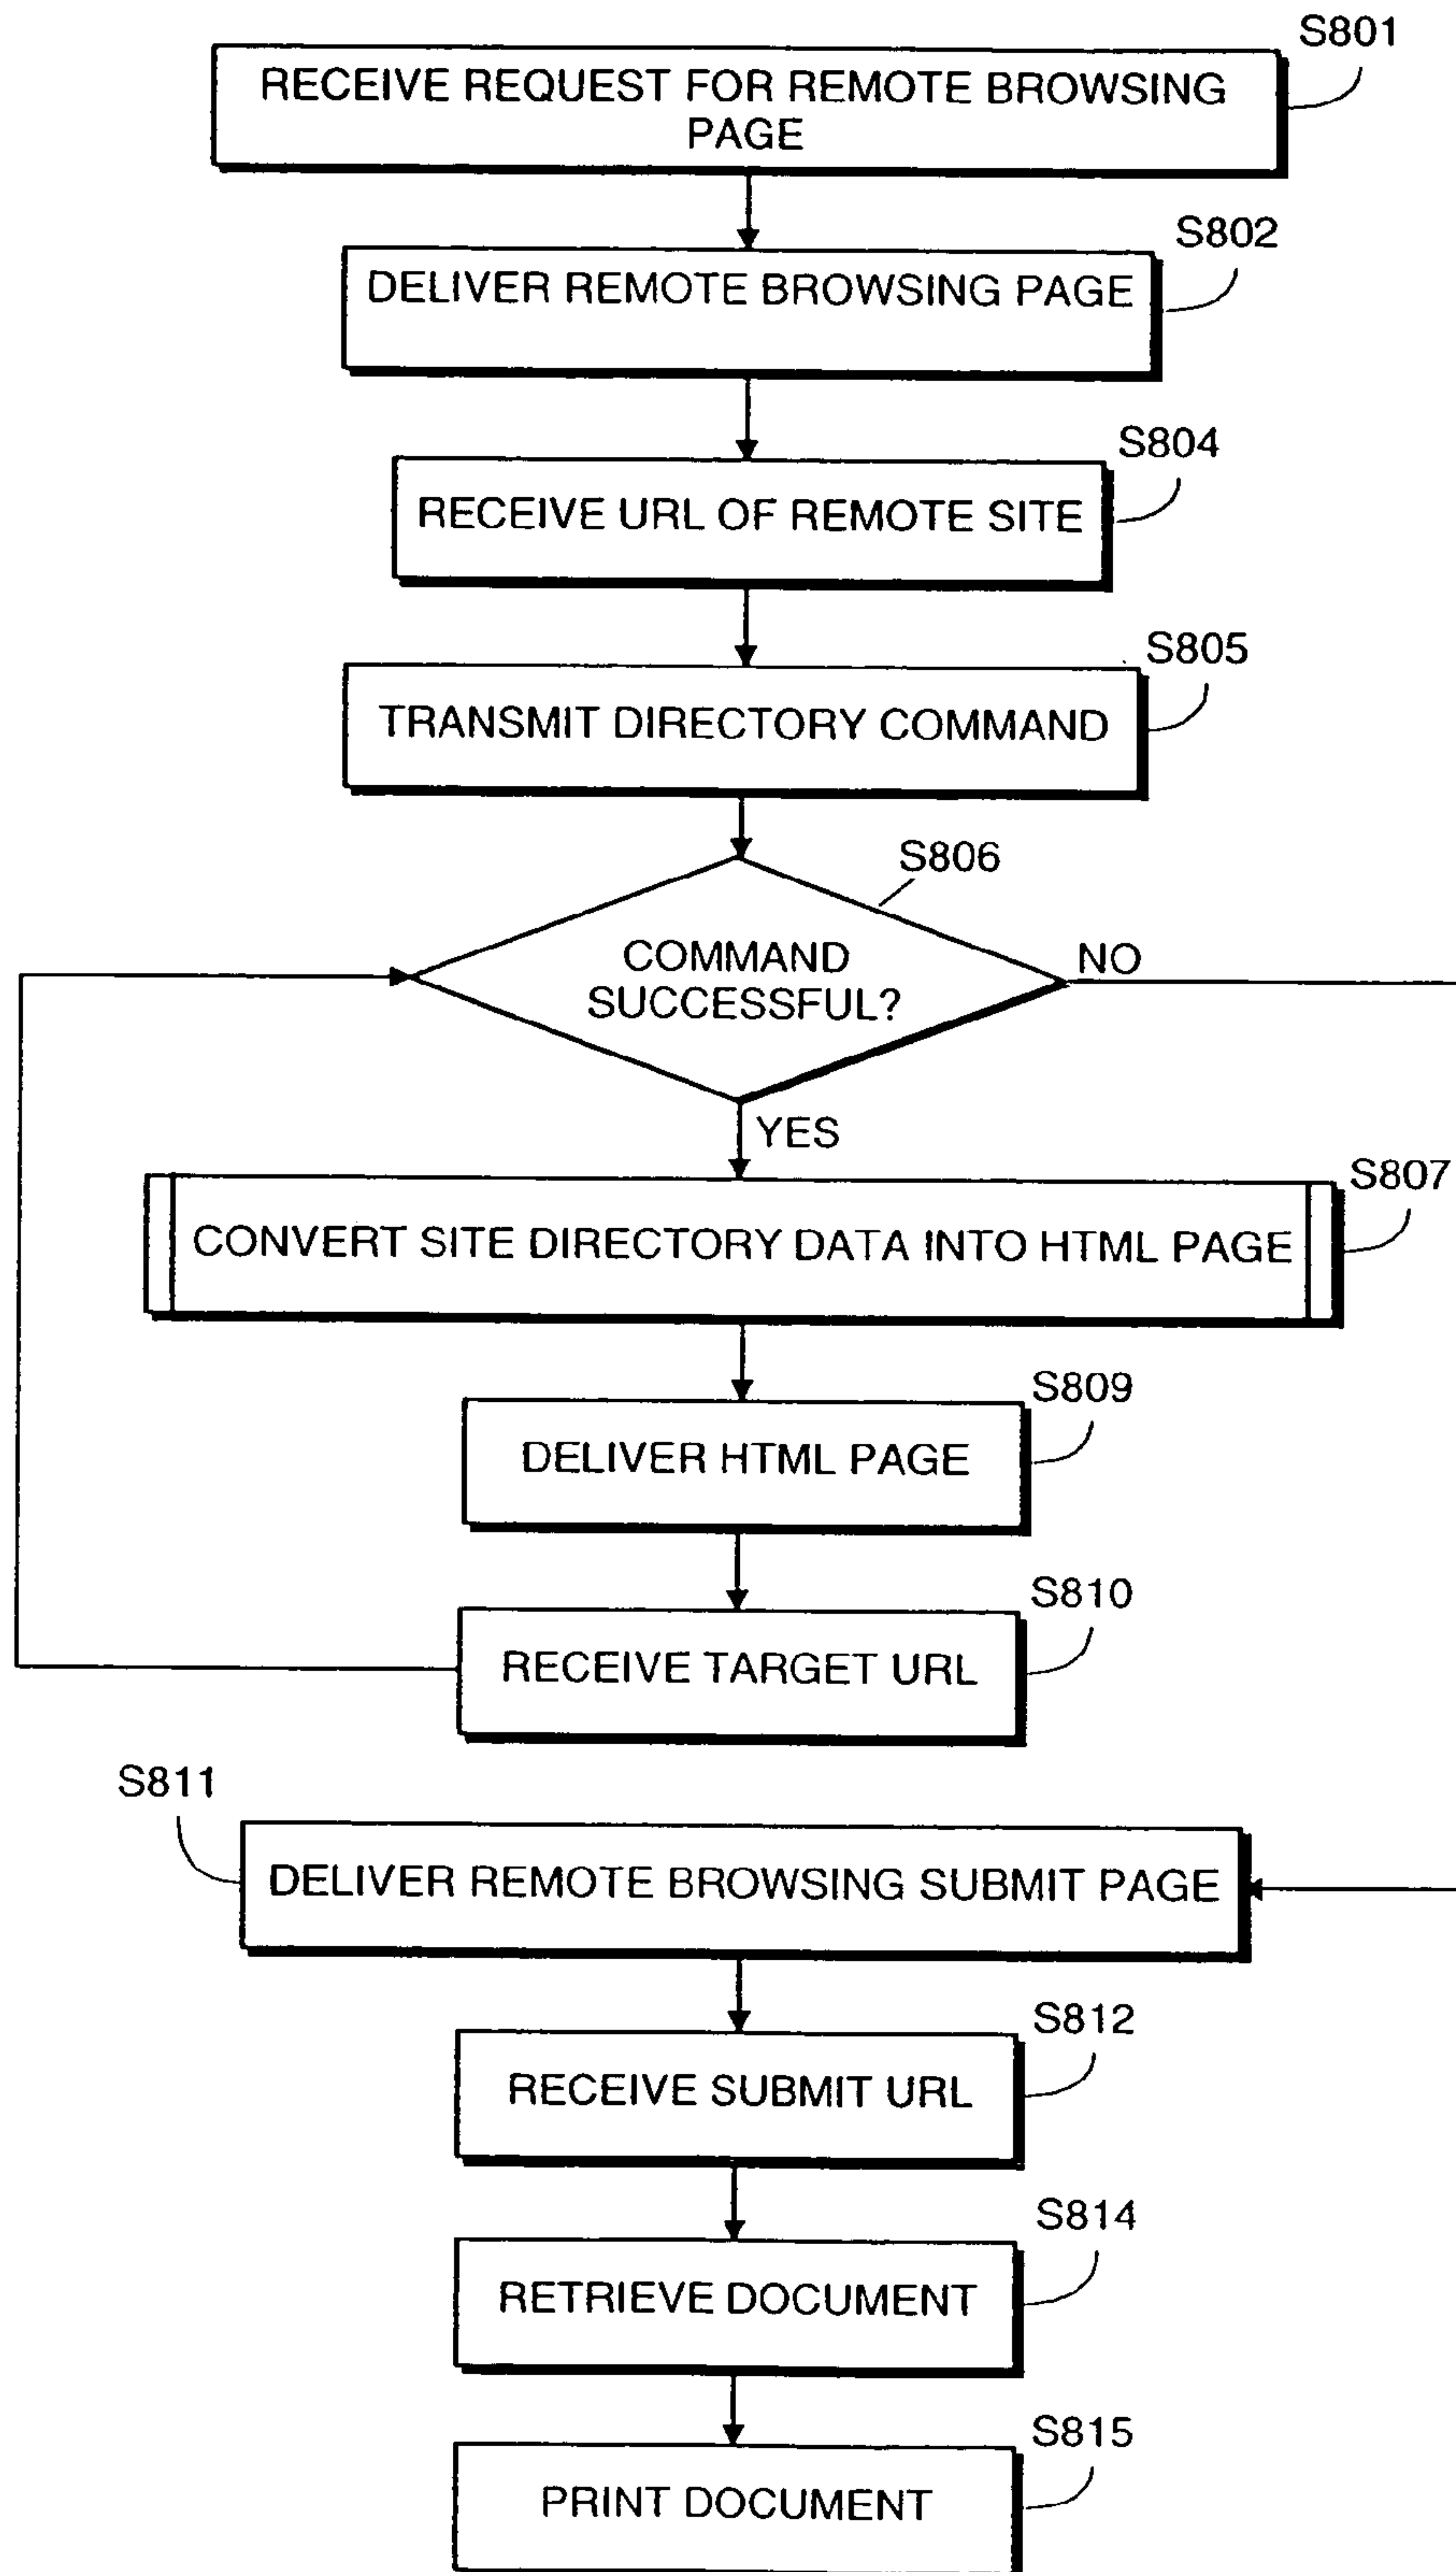 S801
RECEIVE REQUEST FOR REMOTE BROWSING
PAGE
S802
DELIVER REMOTE BROWSING PAGE
S804
RECEIVE URL OF REMOTE SITE
S805
TRANSMIT DIRECTORY COMMAND
S806
COMMAND
SUCCESSFUL?
NO
YES
S807
CONVERT SITE DIRECTORY DATA INTO HTML PAGE
S809
DELIVER HTML PAGE
S810
RECEIVE TARGET URL
S811
DELIVER REMOTE BROWSING SUBMIT PAGE
S812
RECEIVE SUBMIT URL
S814
RETRIEVE DOCUMENT
S815
PRINT DOCUMENT